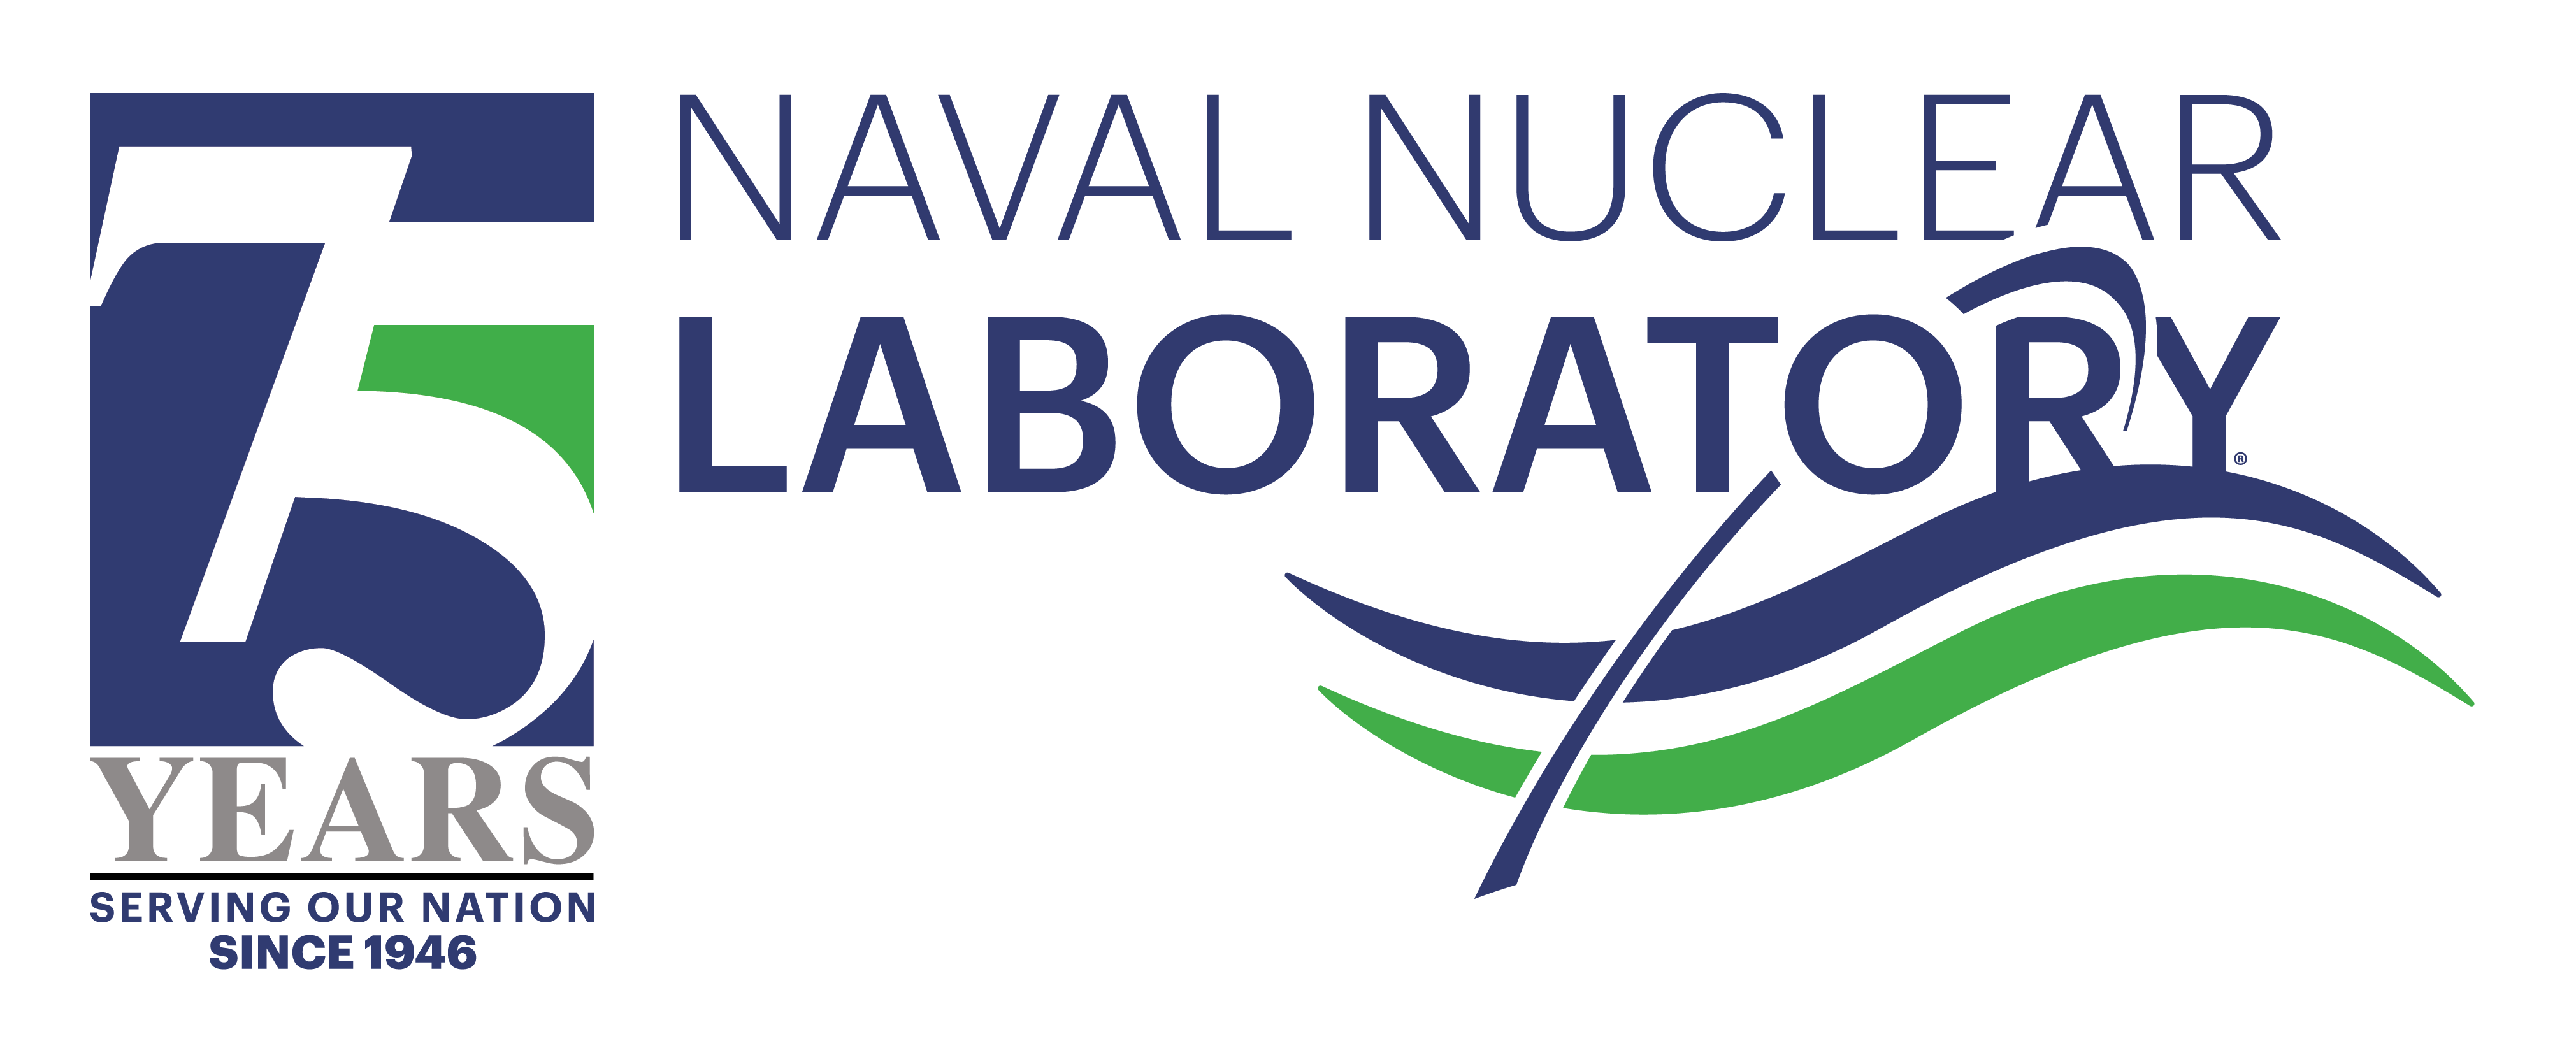 75
YEARS
SERVING OUR NATION
SINCE 1946
NAVAL NUCLEAR
LABORATORY®